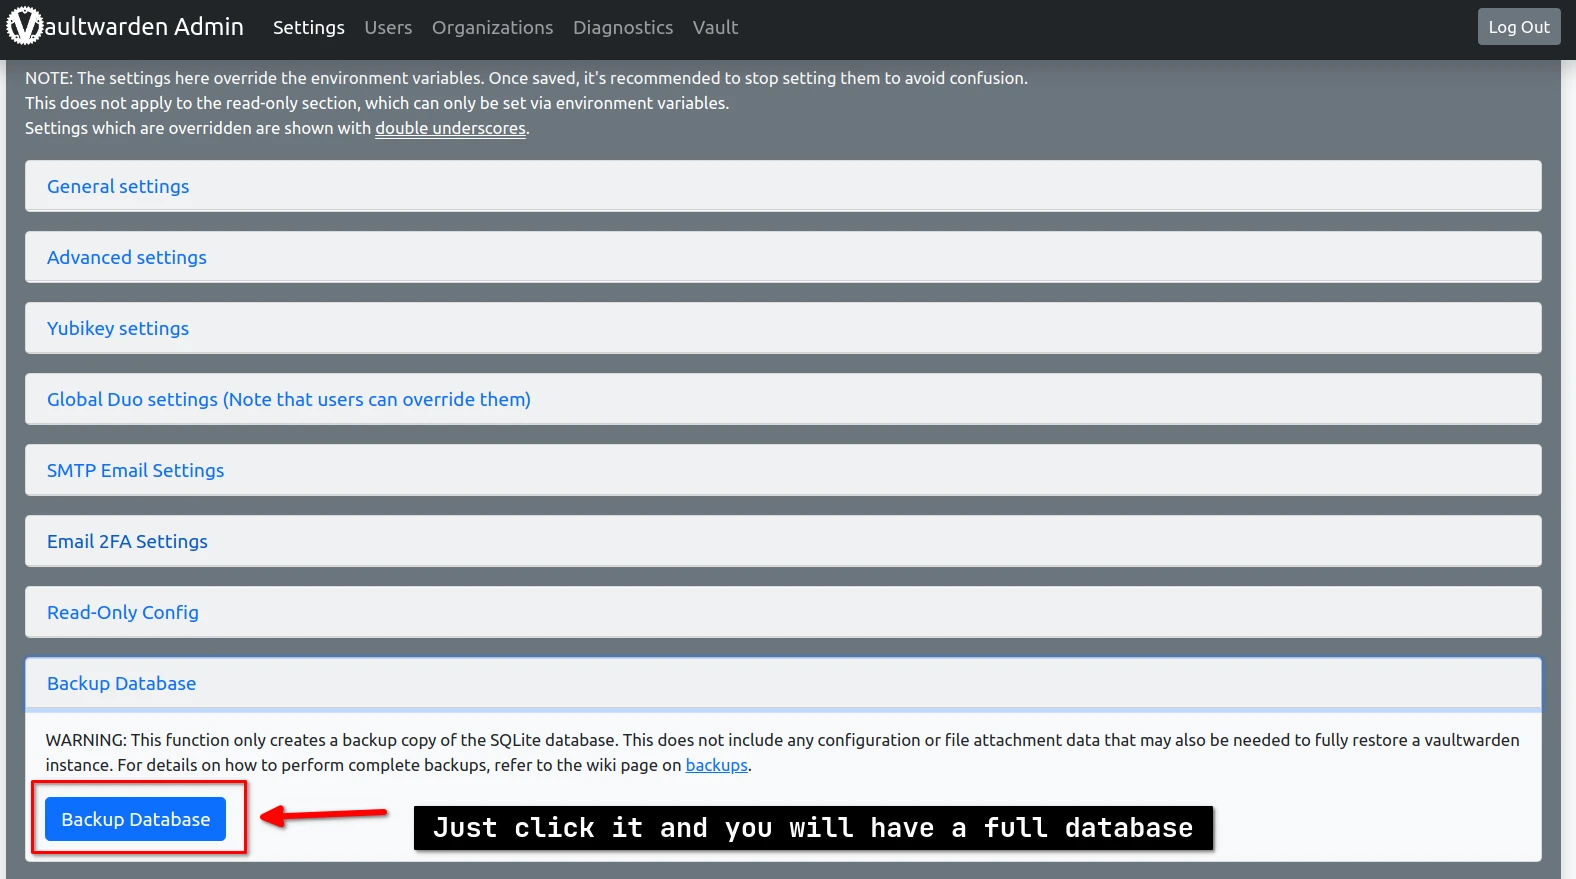 Vaultwarden Admin Settings Users Organizations Diagnostics Vault Log Out
NOTE: The settings here override the environment variables. Once saved, it's recommended to stop setting them to avoid confusion.
This does not apply to the read-only section, which can only be set via environment variables.
Settings which are overridden are shown with double underscores.
General settings
Advanced settings
Yubikey settings
Global Duo settings (Note that users can override them)
SMTP Email Settings
Email 2FA Settings
Read-Only Config
Backup Database
WARNING: This function only creates a backup copy of the SQLite database. This does not include any configuration or file attachment data that may also be needed to fully restore a vaultwarden
instance. For details on how to perform complete backups, refer to the wiki page on backups.
Backup Database
Just click it and you will have a full database